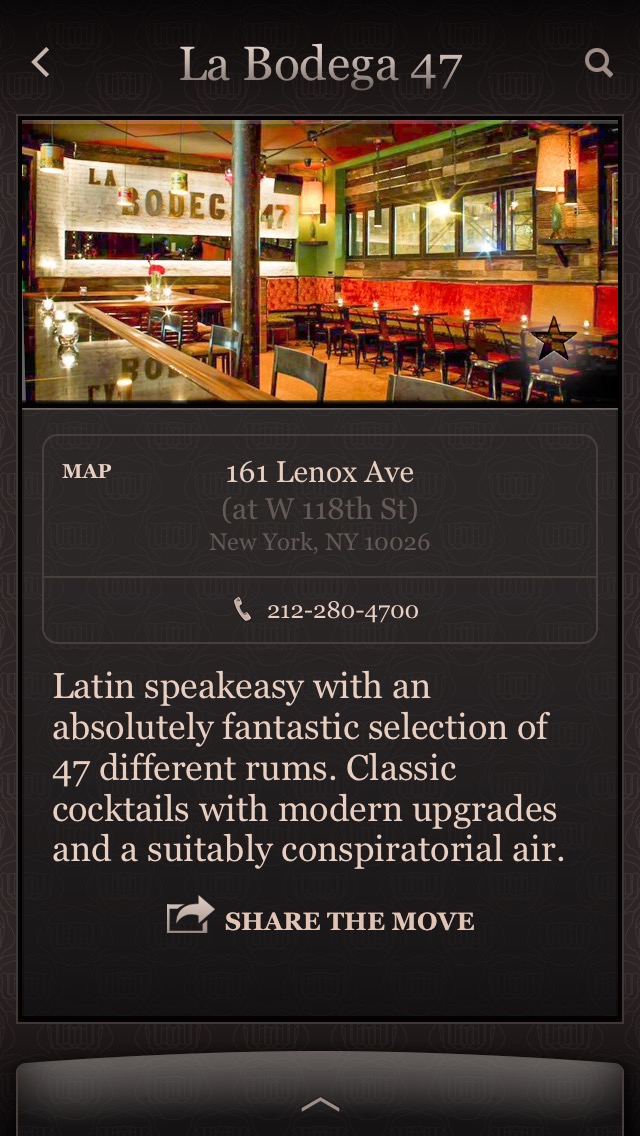 La Bodega 47
LA
BODEG 47
MAP
161 Lenox Ave
(at W 118th St)
New York, NY 10026
212-280-4700
Latin speakeasy with an
absolutely fantastic selection of
47 different rums. Classic
cocktails with modern upgrades
and a suitably conspiratorial air.
SHARE THE MOVE